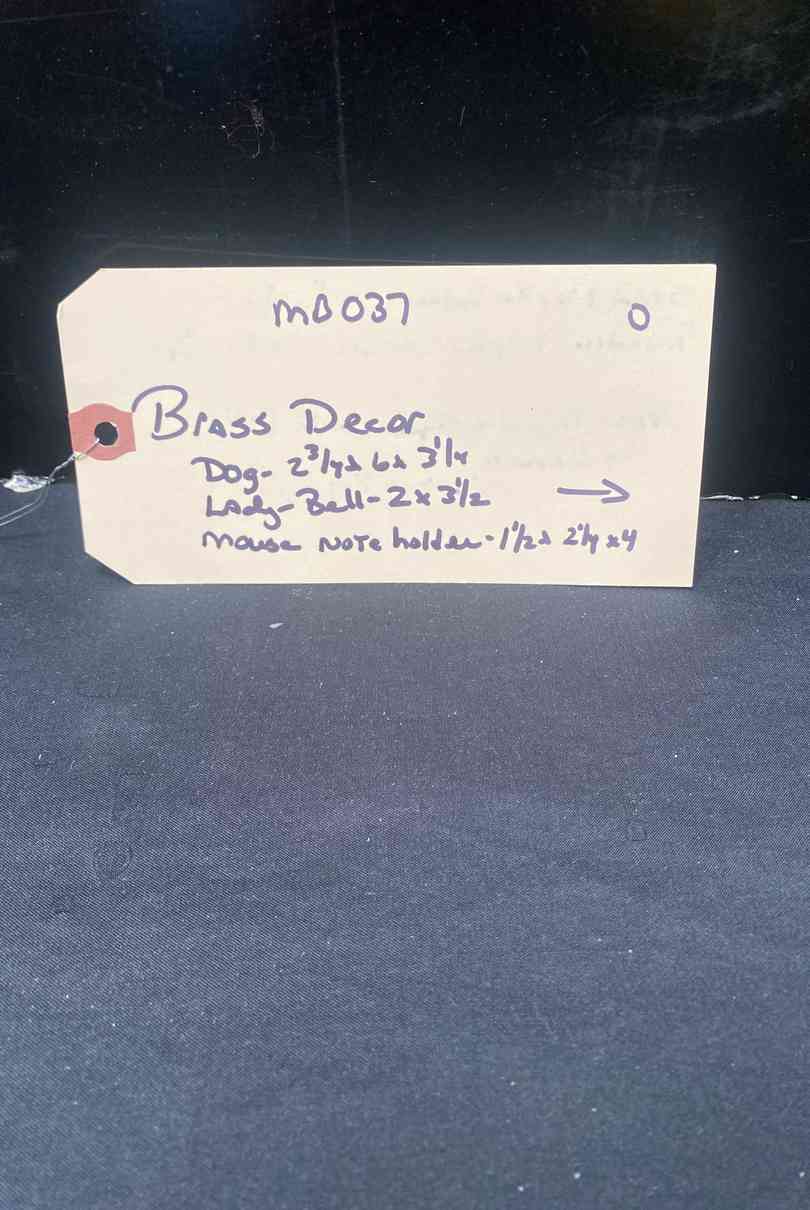 MB037 O
Brass Decor
Dog- 2 3/4 x 6 x 3 1/4
Lady-Bell- 2 x 3 1/2 →
Mouse Note holder- 1 1/2 x 2 1/4 x 4